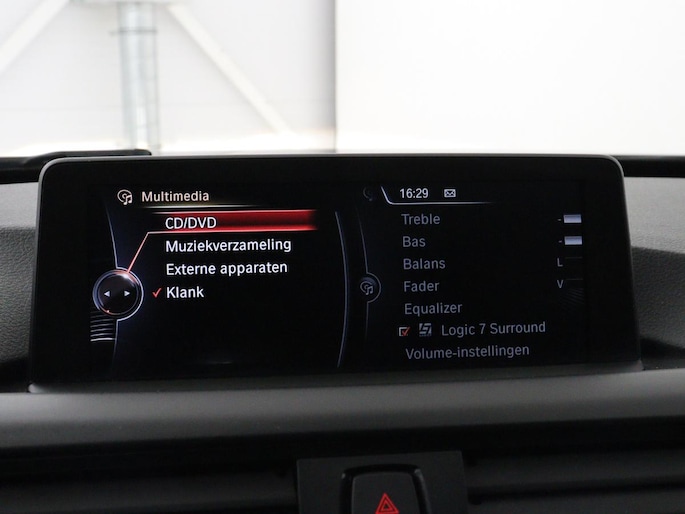 Multimedia
CD/DVD
Muziekverzameling
Externe apparaten
Klank
16:29
Treble
Bas
Balans L
Fader V
Equalizer
Logic 7 Surround
Volume-instellingen